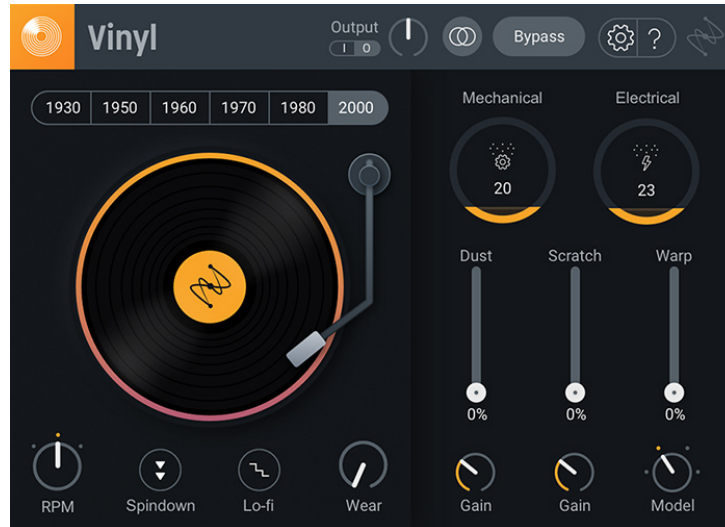 Vinyl
Output
I O
Bypass
?
1930 1950 1960 1970 1980 2000
Mechanical Electrical
20 23
Dust Scratch Warp
0% 0% 0%
RPM Spindown Lo-fi Wear
Gain Gain Model